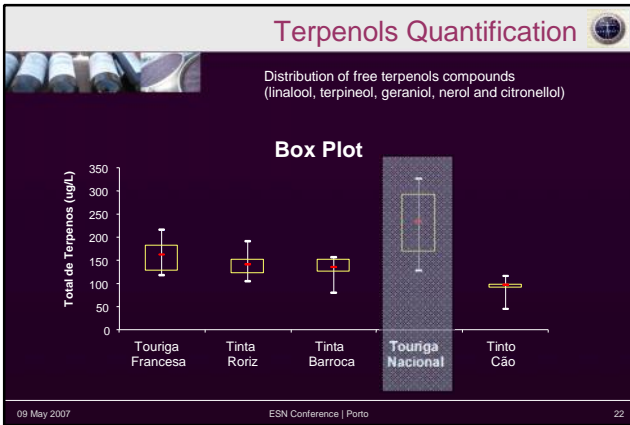 Terpenols Quantification
Distribution of free terpenols compounds
(linalool, terpineol, geraniol, nerol and citronellol)
Box Plot
Total de Terpenos (ug/L)
350
300
250
200
150
100
50
0
Touriga
Francesa
Tinta
Roriz
Tinta
Barroca
Touriga
Nacional
Tinto
Cão
09 May 2007
ESN Conference | Porto
22